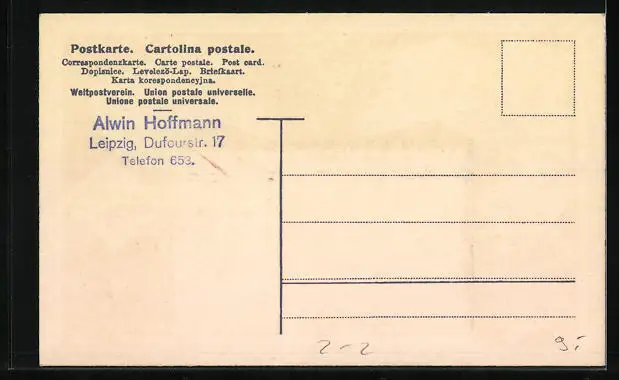 Postkarte. Cartolina postale.
Correspondenzkarte. Carte postale. Post card.
Dopisnice. Levelező-Lap. Briefkaart.
Karta korespondencyjna.
Weltpostverein. Union postale universelle.
Unione postale universale.
Alwin Hoffmann
Leipzig, Dufourstr. 17
Telefon 653.
2-2
9.-